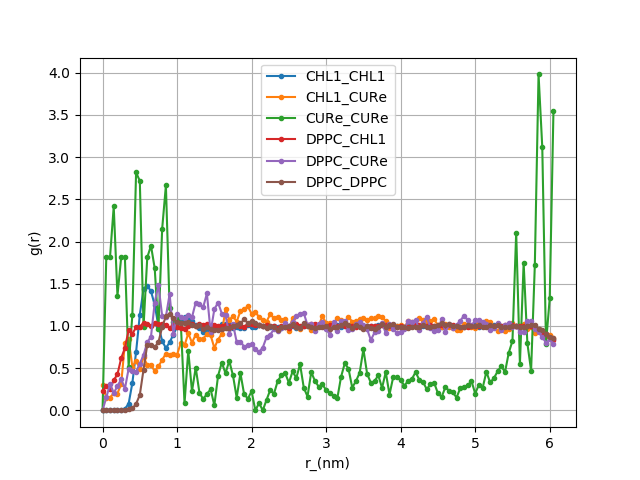 4.0
3.5
3.0
2.5
2.0
1.5
1.0
0.5
0.0
g(r)
CHL1_CHL1
CHL1_CURe
CURe_CURe
DPPC_CHL1
DPPC_CURe
DPPC_DPPC
0 1 2 3 4 5 6
r_(nm)